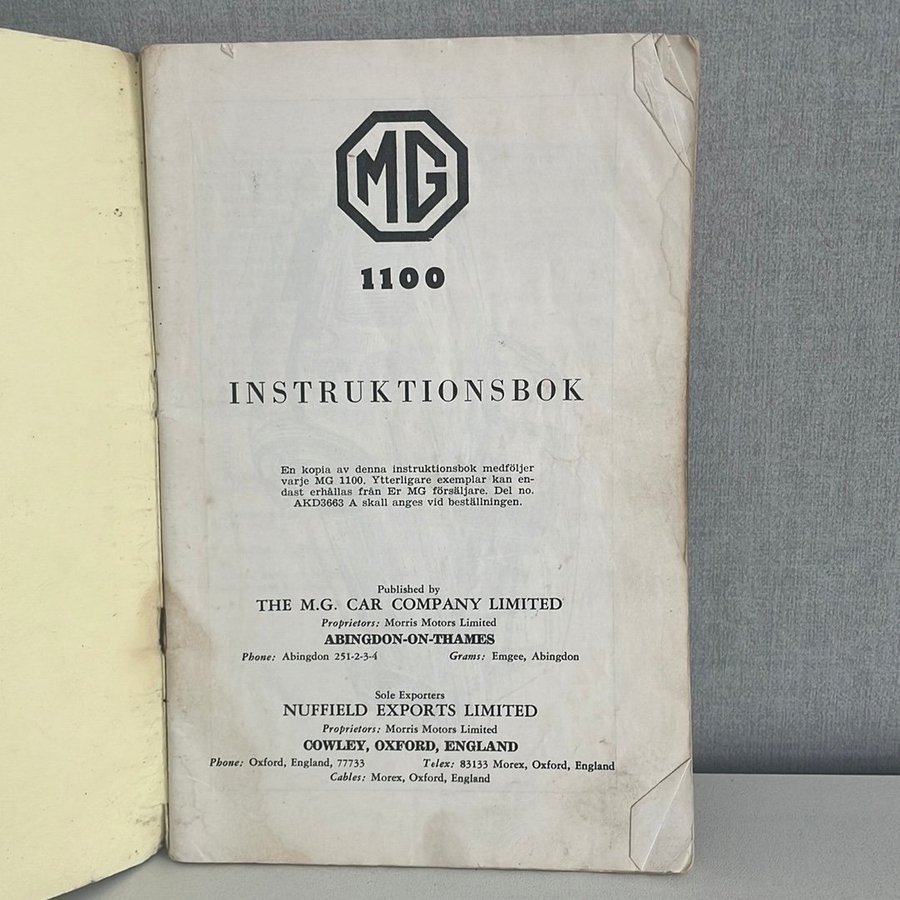 MG
1100
INSTRUKTIONSBOK
En kopia av denna instruktionsbok medföljer
varje MG 1100. Ytterligare exemplar kan en-
dast erhållas från Er MG försäljare. Del no.
AKD3663 A skall anges vid beställningen.
Published by
THE M.G. CAR COMPANY LIMITED
Proprietors: Morris Motors Limited
ABINGDON-ON-THAMES
Phone: Abingdon 251-2-3-4 Grams: Emgee, Abingdon
Sole Exporters
NUFFIELD EXPORTS LIMITED
Proprietors: Morris Motors Limited
COWLEY, OXFORD, ENGLAND
Phone: Oxford, England, 77733 Telex: 83133 Morex, Oxford, England
Cables: Morex, Oxford, England